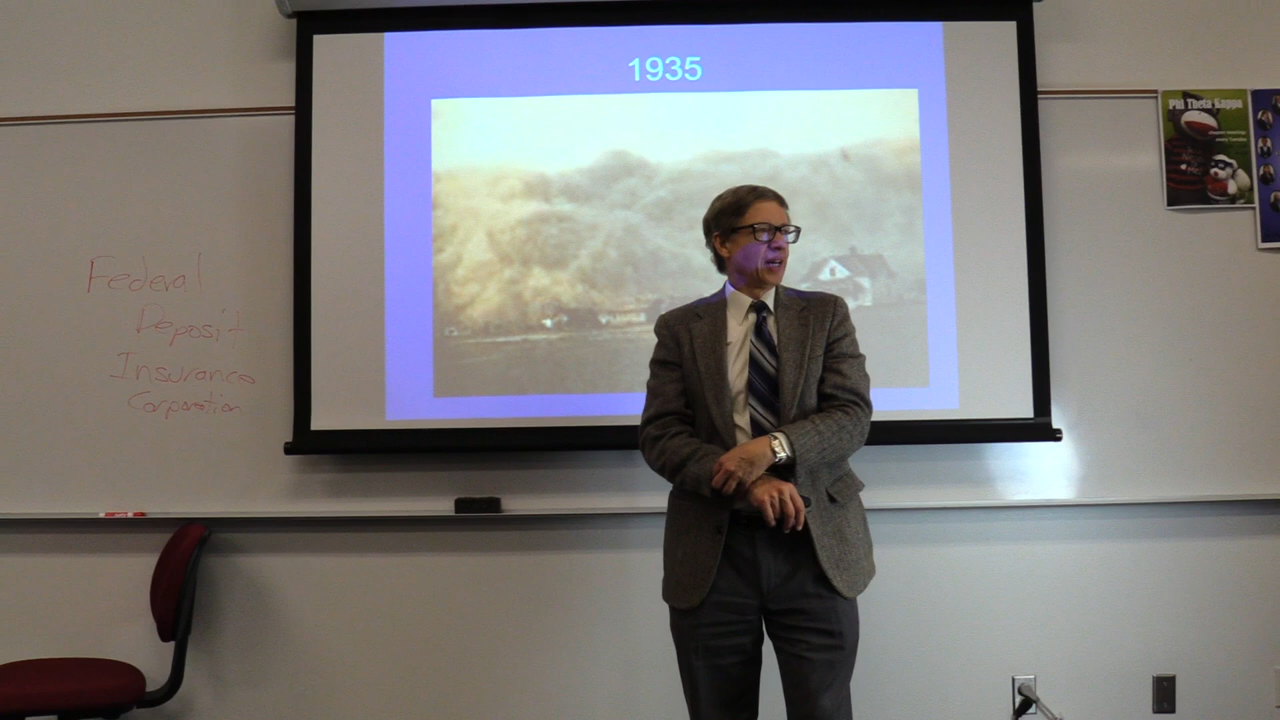 1935
Phi Theta Kappa
Federal
Deposit
Insurance
Corporation